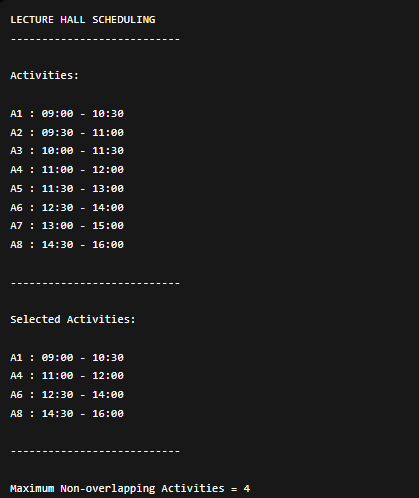 LECTURE HALL SCHEDULING
---------------------------
Activities:
A1 : 09:00 - 10:30
A2 : 09:30 - 11:00
A3 : 10:00 - 11:30
A4 : 11:00 - 12:00
A5 : 11:30 - 13:00
A6 : 12:30 - 14:00
A7 : 13:00 - 15:00
A8 : 14:30 - 16:00
---------------------------
Selected Activities:
A1 : 09:00 - 10:30
A4 : 11:00 - 12:00
A6 : 12:30 - 14:00
A8 : 14:30 - 16:00
---------------------------
Maximum Non-overlapping Activities = 4